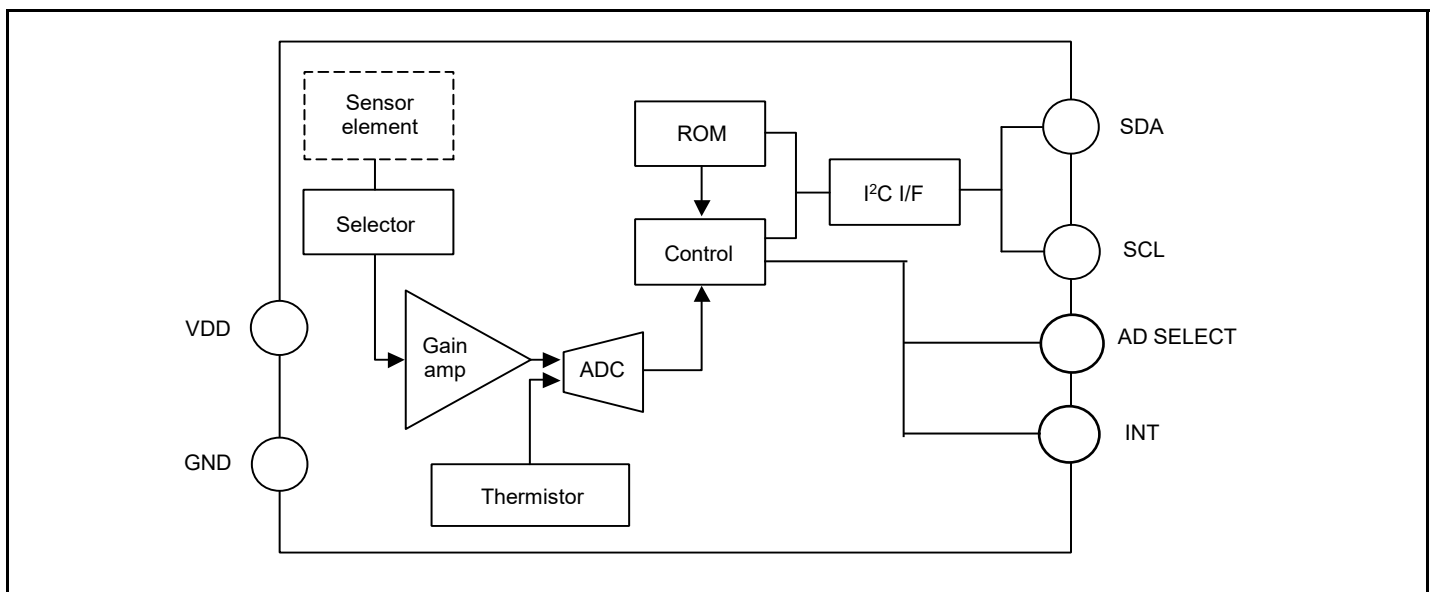 Sensor
element
ROM
SDA
I²C I/F
Selector
Control
SCL
VDD
Gain
amp
ADC
AD SELECT
INT
GND
Thermistor